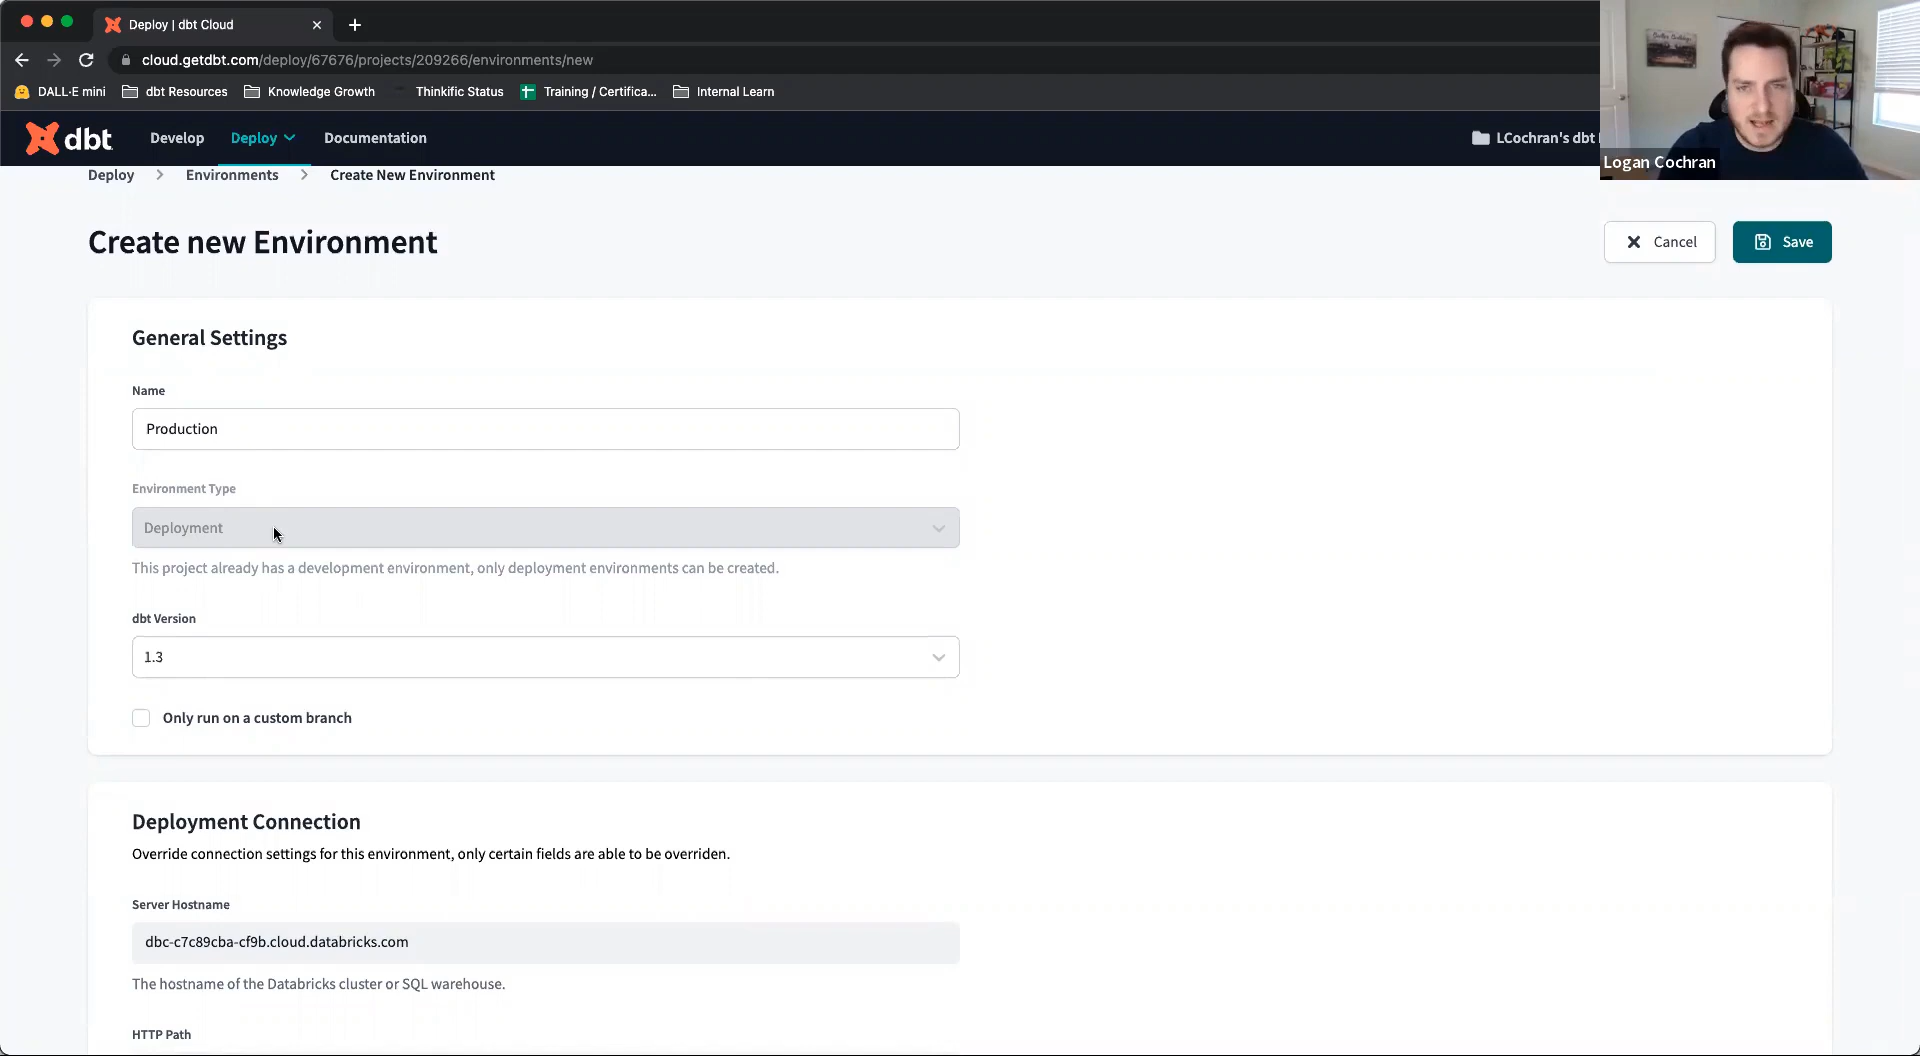 Deploy | dbt Cloud
cloud.getdbt.com/deploy/67676/projects/209266/environments/new
DALL·E mini dbt Resources Knowledge Growth Thinkific Status Training / Certifica... Internal Learn
dbt Develop Deploy Documentation LCochran's dbt
Logan Cochran
Deploy > Environments > Create New Environment
Create new Environment
Cancel Save
General Settings
Name
Production
Environment Type
Deployment
This project already has a development environment, only deployment environments can be created.
dbt Version
1.3
Only run on a custom branch
Deployment Connection
Override connection settings for this environment, only certain fields are able to be overriden.
Server Hostname
dbc-c7c89cba-cf9b.cloud.databricks.com
The hostname of the Databricks cluster or SQL warehouse.
HTTP Path